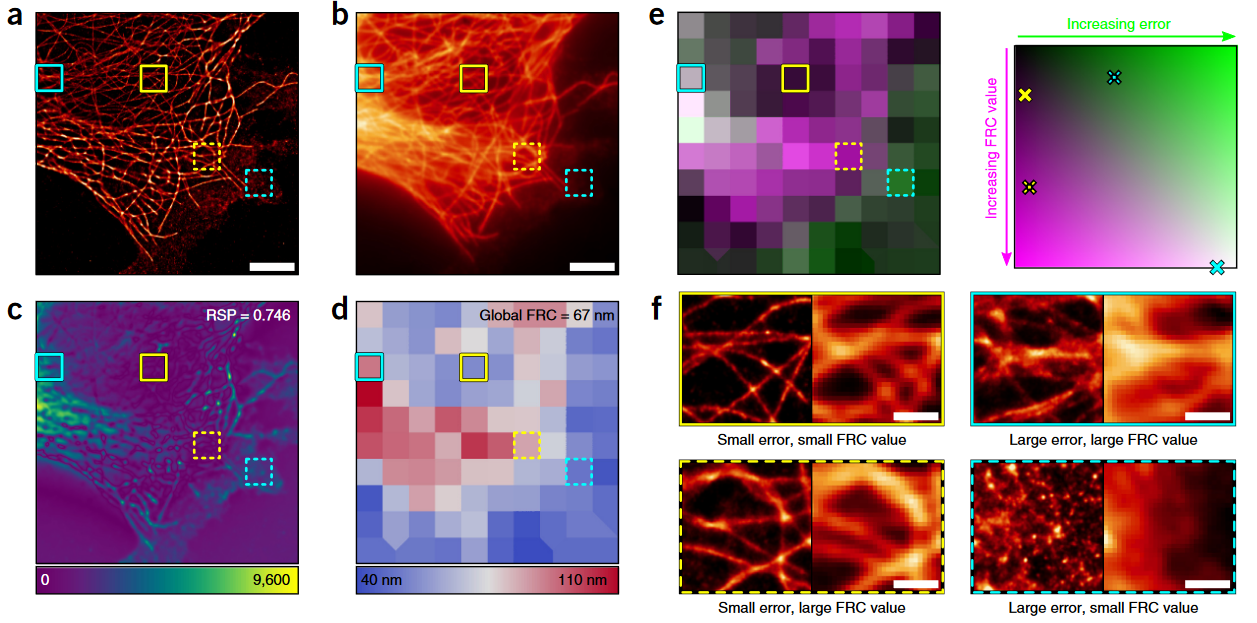 a
b
e
Increasing error
Increasing FRC value
c
RSP = 0.746
0
9,600
d
Global FRC = 67 nm
40 nm
110 nm
f
Small error, small FRC value
Large error, large FRC value
Small error, large FRC value
Large error, small FRC value